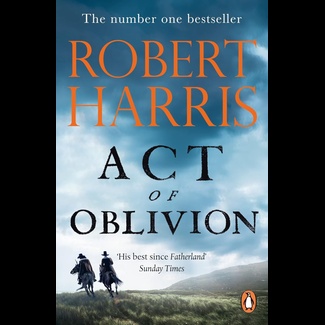 The number one bestseller
ROBERT
HARRIS
ACT
OF
OBLIVION
'His best since Fatherland'
Sunday Times